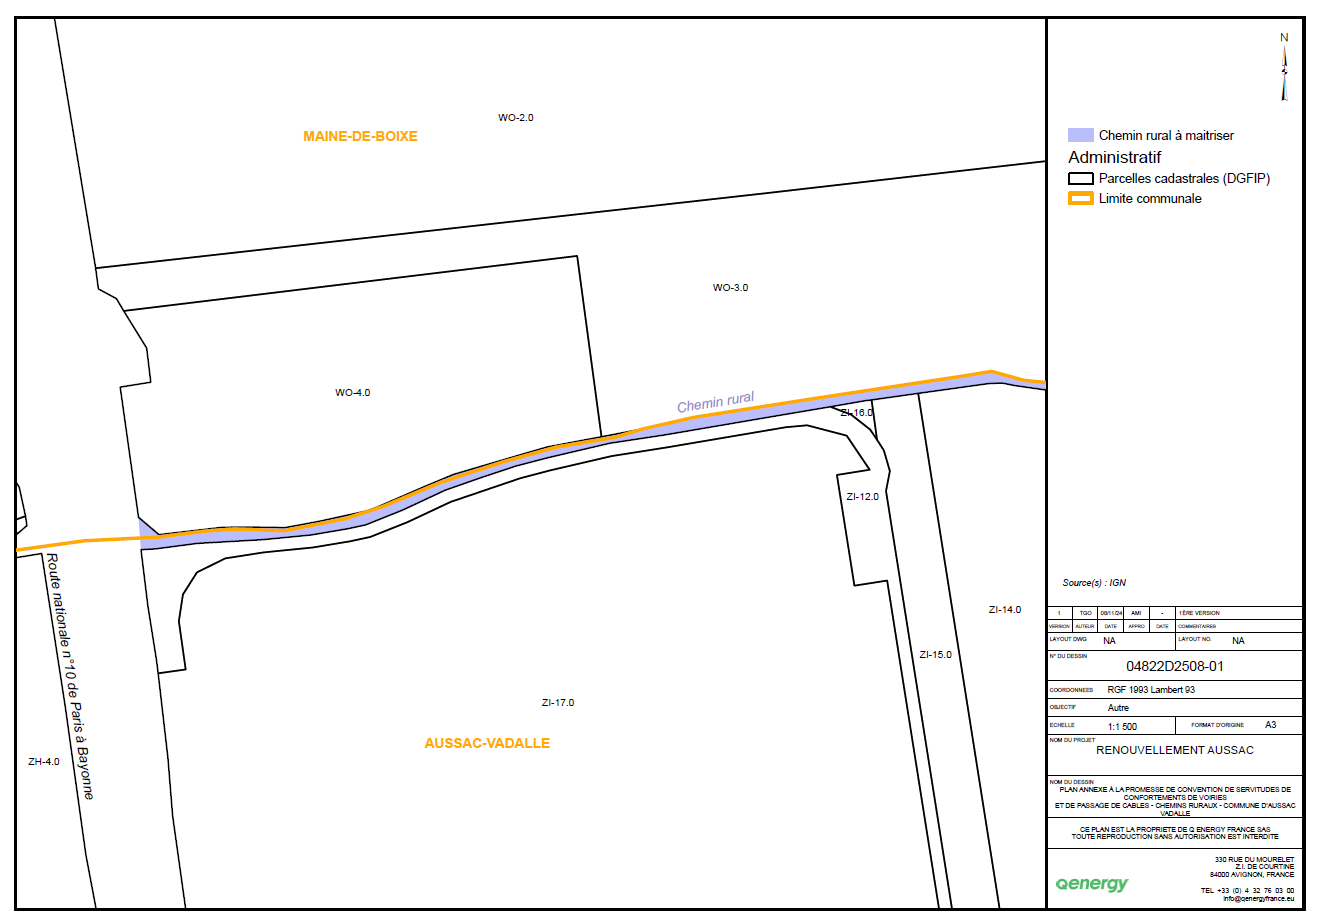 WO-2.0
MAINE-DE-BOIXE
WO-3.0
WO-4.0
Chemin rural
ZI-16.0
ZI-12.0
ZI-14.0
ZI-15.0
ZI-17.0
AUSSAC-VADALLE
ZH-4.0
Route nationale n°10 de Paris à Bayonne
N
Chemin rural à maitriser
Administratif
Parcelles cadastrales (DGFIP)
Limite communale
Source(s) : IGN
1 TGO 08/11/24 AMI - 1ÈRE VERSION
VERSION AUTEUR DATE APPRO DATE COMMENTAIRES
LAYOUT DWG NA LAYOUT NO. NA
N° DU DESSIN
04822D2508-01
COORDONNEES RGF 1993 Lambert 93
OBJECTIF Autre
ECHELLE 1:1 500 FORMAT D'ORIGINE A3
NOM DU PROJET
RENOUVELLEMENT AUSSAC
NOM DU DESSIN
PLAN ANNEXE À LA PROMESSE DE CONVENTION DE SERVITUDES DE
CONFORTEMENTS DE VOIRIES
ET DE PASSAGE DE CABLES - CHEMINS RURAUX - COMMUNE D'AUSSAC
VADALLE
CE PLAN EST LA PROPRIETE DE Q ENERGY FRANCE SAS
TOUTE REPRODUCTION SANS AUTORISATION EST INTERDITE
qenergy
330 RUE DU MOURELET
Z.I. DE COURTINE
84000 AVIGNON, FRANCE
TEL +33 (0) 4 32 76 03 00
info@qenergyfrance.eu